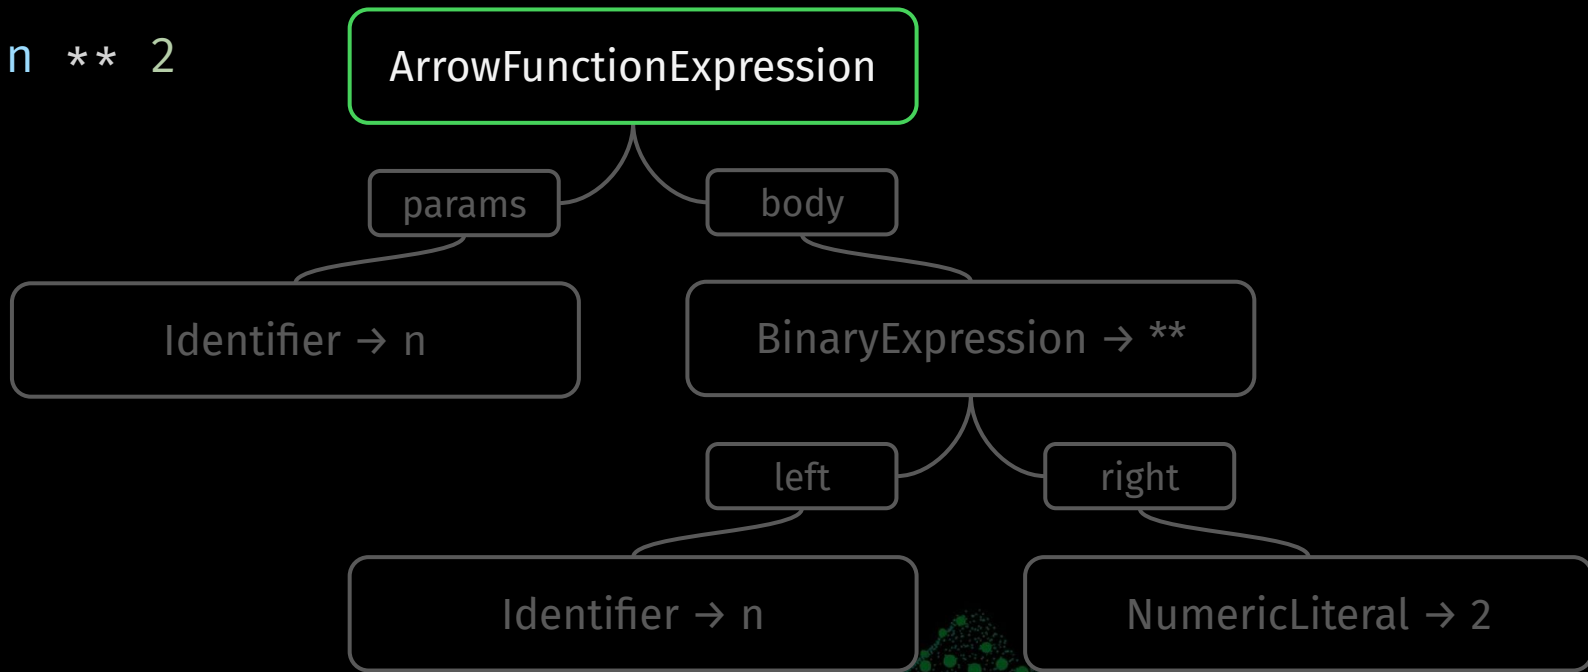 n ** 2
ArrowFunctionExpression
params
body
Identifier → n
BinaryExpression → **
left
right
Identifier → n
NumericLiteral → 2